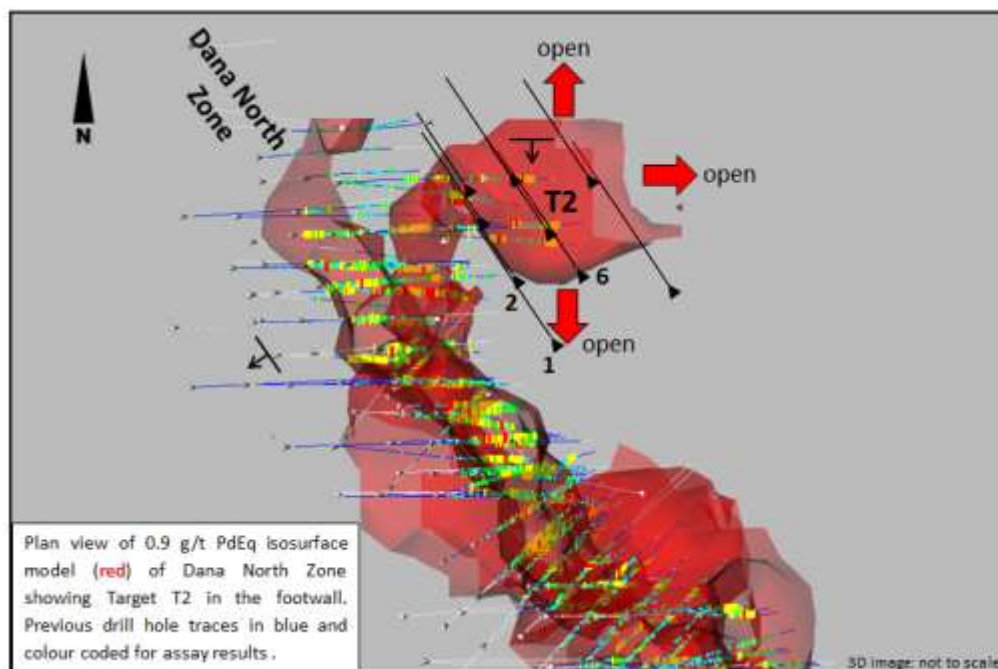 Dana North
Zone
N
open
open
T2
6
2
open
1
Plan view of 0.9 g/t PdEq isosurface
model (red) of Dana North Zone
showing Target T2 in the footwall.
Previous drill hole traces in blue and
colour coded for assay results .
3D image: not to scale